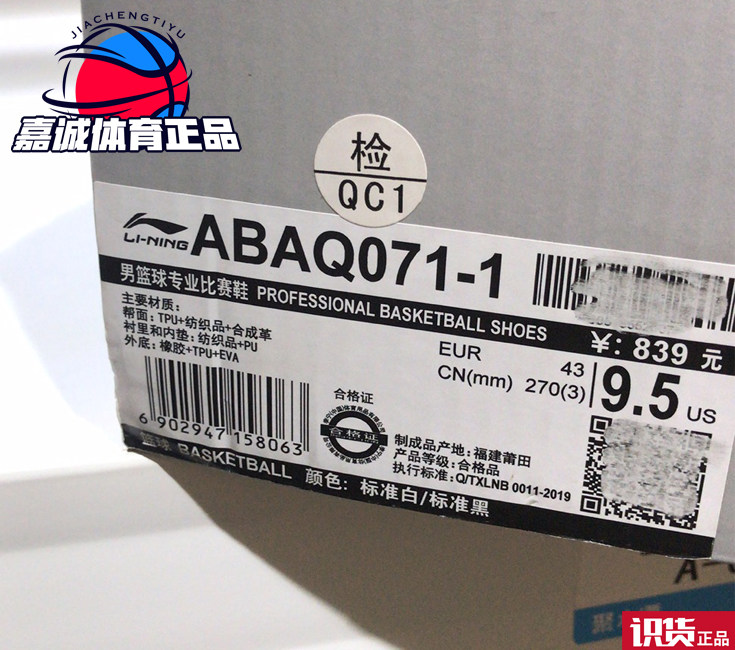 JIACHENGTIYU
嘉诚体育正品
检
QC1
LI-NING
ABAQ071-1
男篮球专业比赛鞋 PROFESSIONAL BASKETBALL SHOES
¥: 839 元
主要材质:
帮面: TPU+纺织品+合成革
衬里和内垫: 纺织品+PU
外底: 橡胶+TPU+EVA
EUR 43
CN(mm) 270(3)
9.5 US
6 902947 158063
合格证
合格证
制成品产地: 福建莆田
产品等级: 合格品
执行标准: Q/TXLNB 0011-2019
篮球 BASKETBALL 颜色: 标准白/标准黑
识货正品